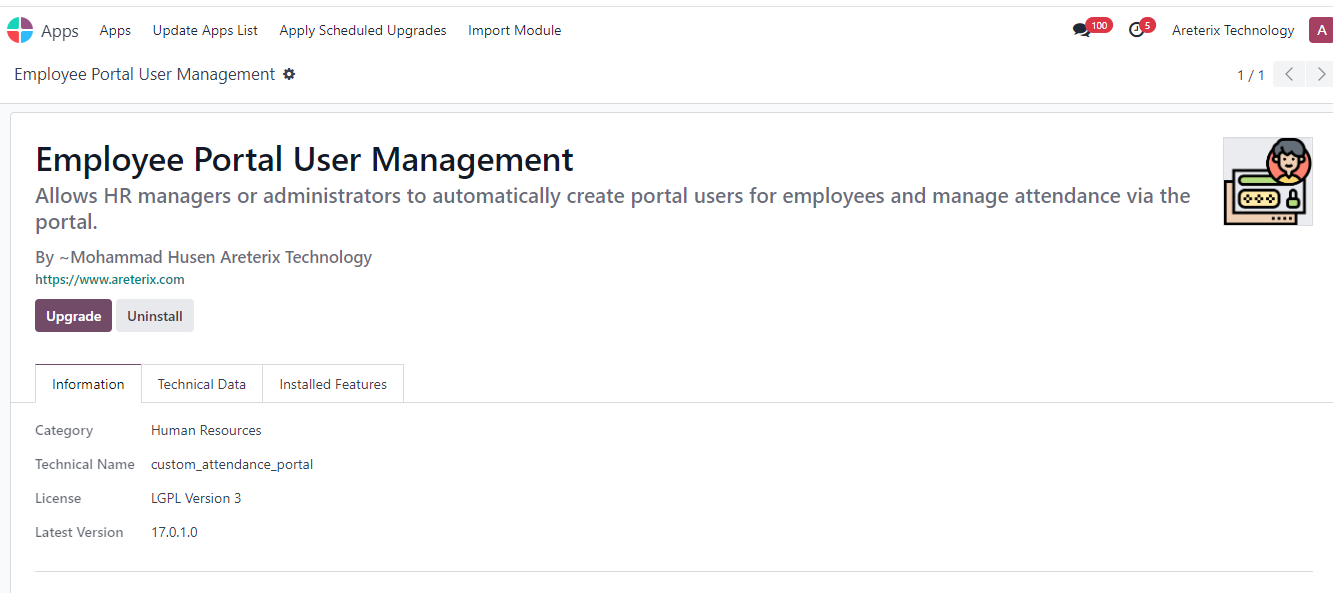 Apps Apps Update Apps List Apply Scheduled Upgrades Import Module 100 5 Areterix Technology A
Employee Portal User Management 1 / 1
Employee Portal User Management
Allows HR managers or administrators to automatically create portal users for employees and manage attendance via the
portal.
By ~Mohammad Husen Areterix Technology
https://www.areterix.com
Upgrade Uninstall
Information Technical Data Installed Features
Category Human Resources
Technical Name custom_attendance_portal
License LGPL Version 3
Latest Version 17.0.1.0